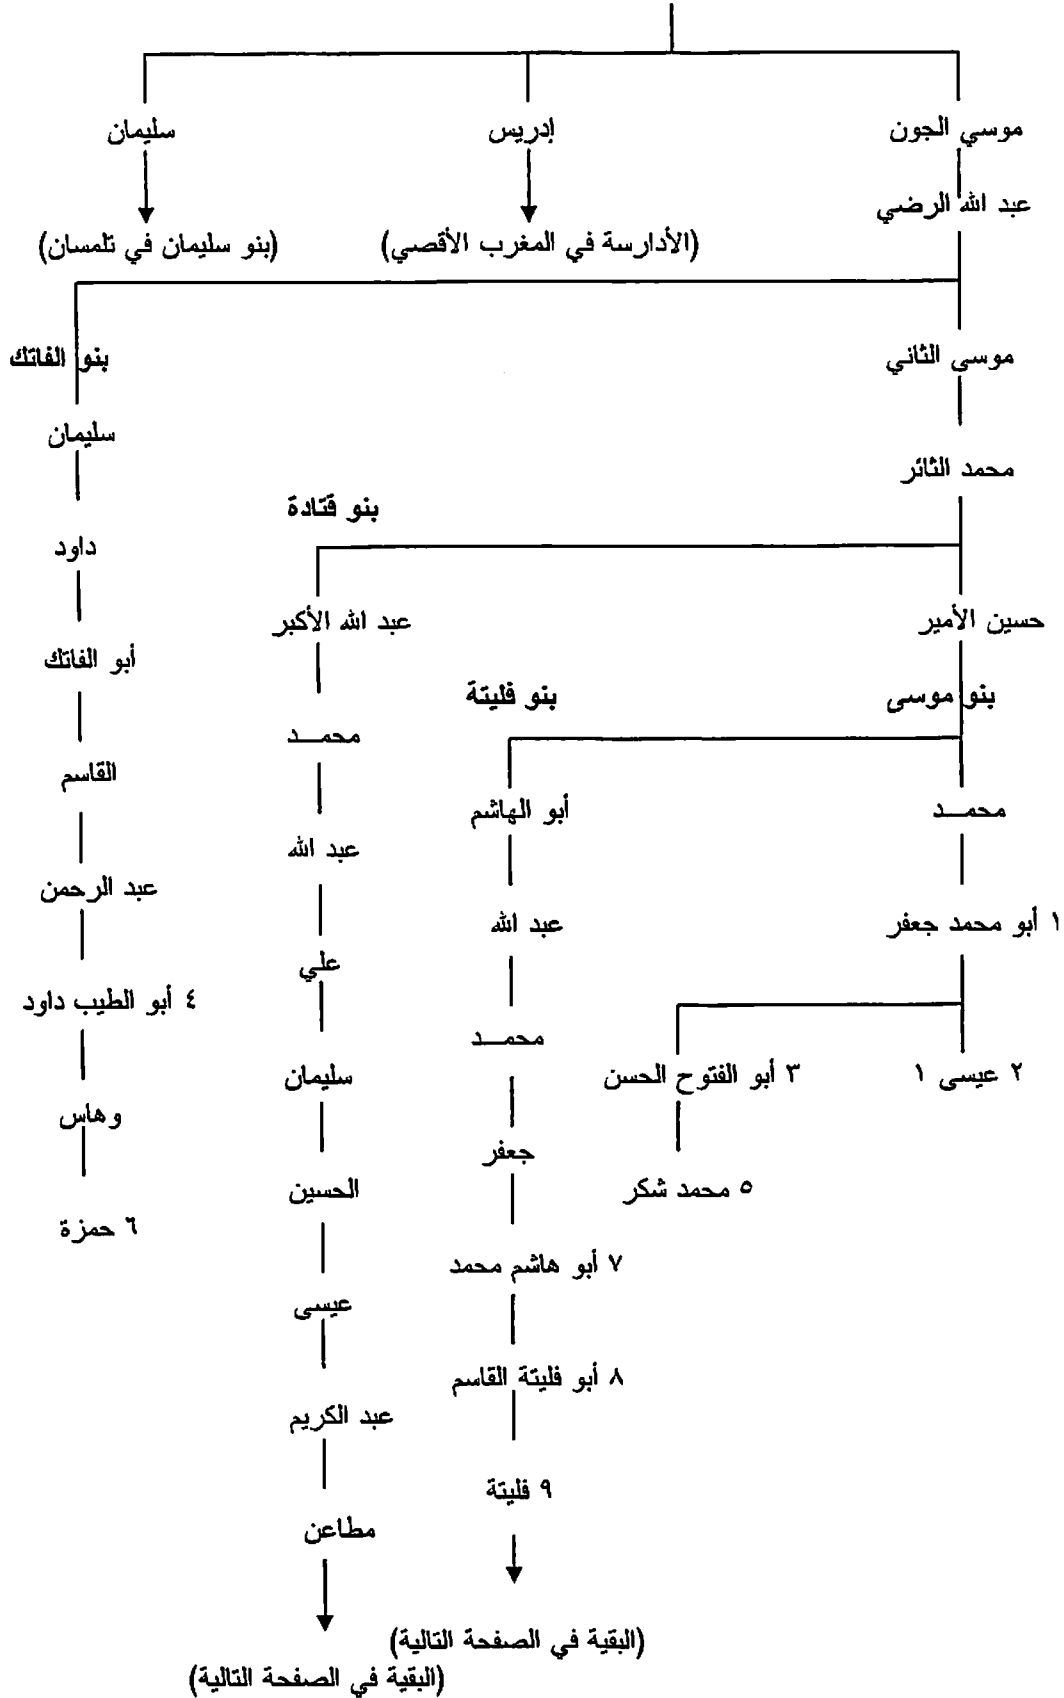 موسي الجون
إدريس
سليمان
عبد الله الرضي
(الأدارسة في المغرب الأقصي)
(بنو سليمان في تلمسان)
موسى الثاني
بنو الفاتك
سليمان
محمد الثائر
بنو قتادة
داود
حسين الأمير
عبد الله الأكبر
أبو الفاتك
بنو موسى
بنو فليتة
محمـــد
القاسم
محمـــد
أبو الهاشم
عبد الله
عبد الرحمن
١ أبو محمد جعفر
عبد الله
علي
٤ أبو الطيب داود
محمـــد
٢ عيسى ١
٣ أبو الفتوح الحسن
سليمان
وهاس
جعفر
٥ محمد شكر
الحسين
٦ حمزة
٧ أبو هاشم محمد
عيسى
٨ أبو فليتة القاسم
عبد الكريم
٩ فليتة
مطاعن
(البقية في الصفحة التالية)
(البقية في الصفحة التالية)